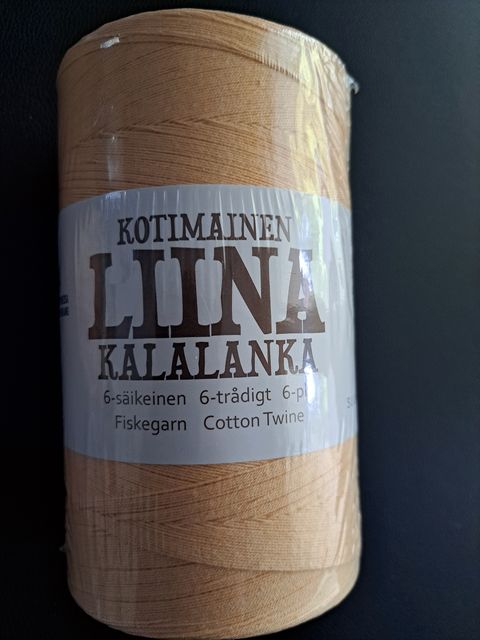 KOTIMAINEN
LIINA
KALALANKA
6-säikeinen 6-trådigt
Fiskegarn Cotton Twine